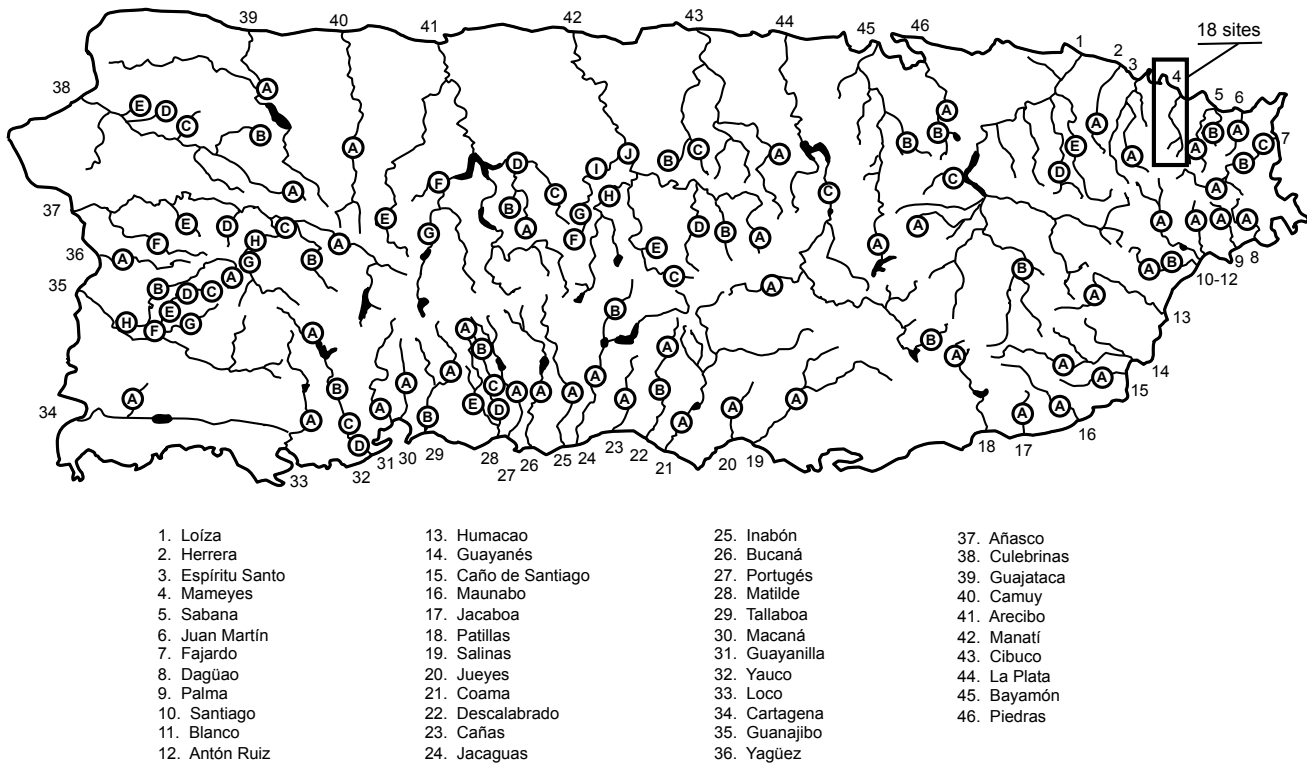 39
40
41
42
43
44
45
46
1
2
3
4
18 sites
5
6
7
38
37
36
35
34
8
9
10-12
13
14
15
16
17
18
19
20
21
22
23
24
25
26
27
28
29
30
31
32
33
A
E
D
C
B
A
A
E
D
C
H
G
B
A
F
A
B
D
C
A
E
F
G
H
A
A
B
C
D
A
A
A
B
A
E
F
G
D
C
B
A
J
I
H
G
F
E
C
D
B
A
B
C
A
C
A
A
B
A
B
A
C
A
B
A
E
D
A
A
A
B
A
C
B
A
A
A
A
A
A
B
A
A
A
A
A
B
A
A
A
A
B
A
A
B
A
A
A
A
B
C
D
E
1. Loíza
2. Herrera
3. Espíritu Santo
4. Mameyes
5. Sabana
6. Juan Martín
7. Fajardo
8. Dagüao
9. Palma
10. Santiago
11. Blanco
12. Antón Ruiz
13. Humacao
14. Guayanés
15. Caño de Santiago
16. Maunabo
17. Jacaboa
18. Patillas
19. Salinas
20. Jueyes
21. Coama
22. Descalabrado
23. Cañas
24. Jacaguas
25. Inabón
26. Bucaná
27. Portugés
28. Matilde
29. Tallaboa
30. Macaná
31. Guayanilla
32. Yauco
33. Loco
34. Cartagena
35. Guanajibo
36. Yagüez
37. Añasco
38. Culebrinas
39. Guajataca
40. Camuy
41. Arecibo
42. Manatí
43. Cibuco
44. La Plata
45. Bayamón
46. Piedras